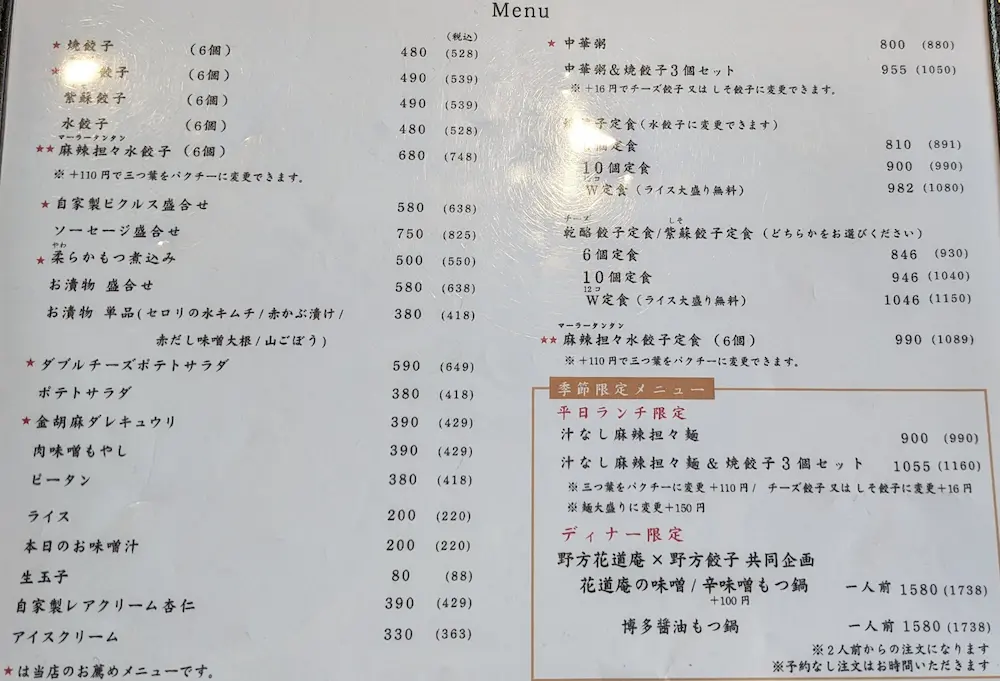 Menu
(税込)
★ 焼餃子 (6個) 480 (528)
餃子 (6個) 490 (539)
紫蘇餃子 (6個) 490 (539)
水餃子 (6個) 480 (528)
マーラータンタン
★★ 麻辣担々水餃子 (6個) 680 (748)
※ +110円で三つ葉をパクチーに変更できます。
★ 自家製ピクルス盛合せ 580 (638)
ソーセージ盛合せ 750 (825)
やわ
★ 柔らかもつ煮込み 500 (550)
お漬物 盛合せ 580 (638)
お漬物 単品(セロリの水キムチ/赤かぶ漬け/ 380 (418)
赤だし味噌大根/山ごぼう)
★ ダブルチーズポテトサラダ 590 (649)
ポテトサラダ 380 (418)
★ 金胡麻ダレキュウリ 390 (429)
肉味噌もやし 390 (429)
ピータン 380 (418)
ライス 200 (220)
本日のお味噌汁 200 (220)
生玉子 80 (88)
自家製レアクリーム杏仁 390 (429)
アイスクリーム 330 (363)
★は当店のお薦めメニューです。
★ 中華粥 800 (880)
中華粥&焼餃子3個セット 955 (1050)
※ +16円でチーズ餃子 又は しそ餃子に変更できます。
餃子定食(水餃子に変更できます)
個定食 810 (891)
10個定食 900 (990)
W定食(ライス大盛り無料) 982 (1080)
チーズ しそ
乾酪餃子定食/紫蘇餃子定食(どちらかをお選びください)
6個定食 846 (930)
10個定食 946 (1040)
12コ
W定食(ライス大盛り無料) 1046 (1150)
マーラータンタン
★★ 麻辣担々水餃子定食 (6個) 990 (1089)
※ +110円で三つ葉をパクチーに変更できます。
季節限定メニュー
平日ランチ限定
汁なし麻辣担々麺 900 (990)
汁なし麻辣担々麺&焼餃子3個セット 1055 (1160)
※三つ葉をパクチーに変更 +110円/ チーズ餃子 又は しそ餃子に変更+16円
※麺大盛りに変更+150円
ディナー限定
野方花道庵×野方餃子 共同企画
花道庵の味噌/辛味噌もつ鍋 一人前 1580 (1738)
+100円
博多醤油もつ鍋 一人前 1580 (1738)
※2人前からの注文になります
※予約なし注文はお時間いただきます